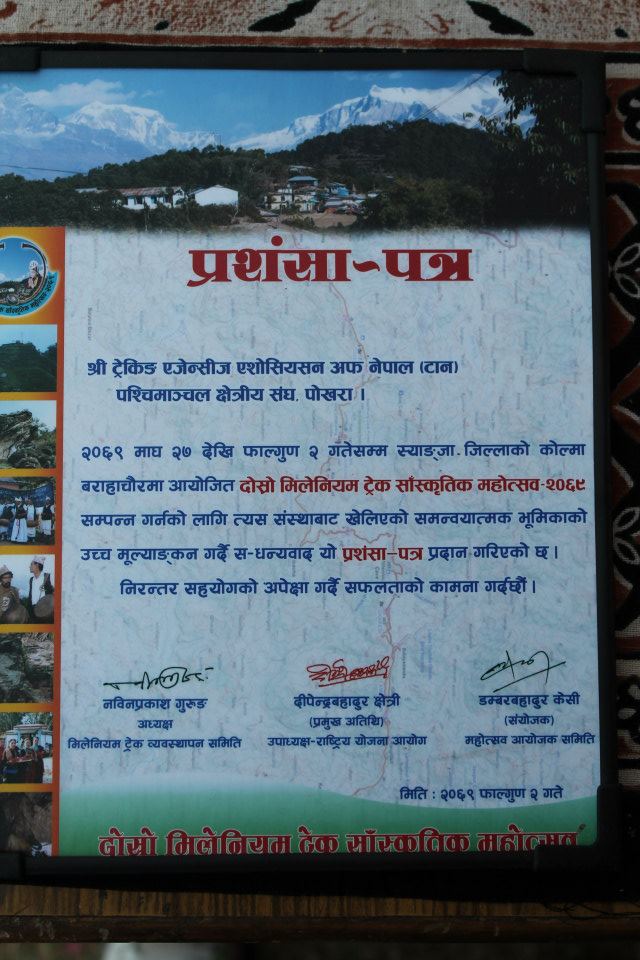 प्रशंसा-पत्र
श्री ट्रेकिङ एजेन्सीज एशोसियसन अफ नेपाल (टान)
पश्चिमाञ्चल क्षेत्रीय संघ, पोखरा ।
२०६९ माघ २७ देखि फाल्गुण २ गतेसम्म स्याङ्जा जिल्लाको कोल्मा
बराहाचौरमा आयोजित दोस्रो मिलेनियम ट्रेक साँस्कृतिक महोत्सव-२०६९
सम्पन्न गर्नको लागि त्यस संस्थाबाट खेलिएको समन्वयात्मक भूमिकाको
उच्च मूल्याङ्कन गर्दै स-धन्यवाद यो प्रशंसा-पत्र प्रदान गरिएको छ ।
निरन्तर सहयोगको अपेक्षा गर्दै सफलताको कामना गर्दछौं ।
नविनप्रकाश गुरुङ
अध्यक्ष
मिलेनियम ट्रेक व्यवस्थापन समिति
दीपेन्द्रबहादुर क्षेत्री
(प्रमुख अतिथि)
उपाध्यक्ष-राष्ट्रिय योजना आयोग
डम्बरबहादुर केसी
(संयोजक)
महोत्सव आयोजक समिति
मिति : २०६९ फाल्गुण २ गते
दोस्रो मिलेनियम ट्रेक साँस्कृतिक महोत्सव